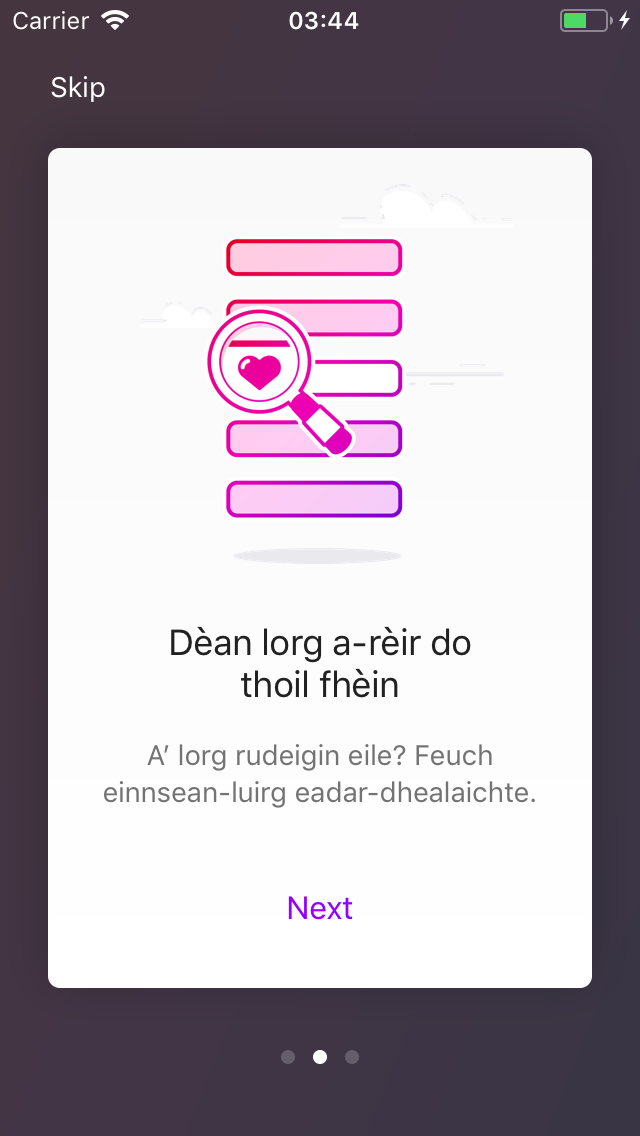 Carrier 03:44
Skip
Dèan lorg a-rèir do
thoil fhèin
A’ lorg rudeigin eile? Feuch
einnsean-luirg eadar-dhealaichte.
Next